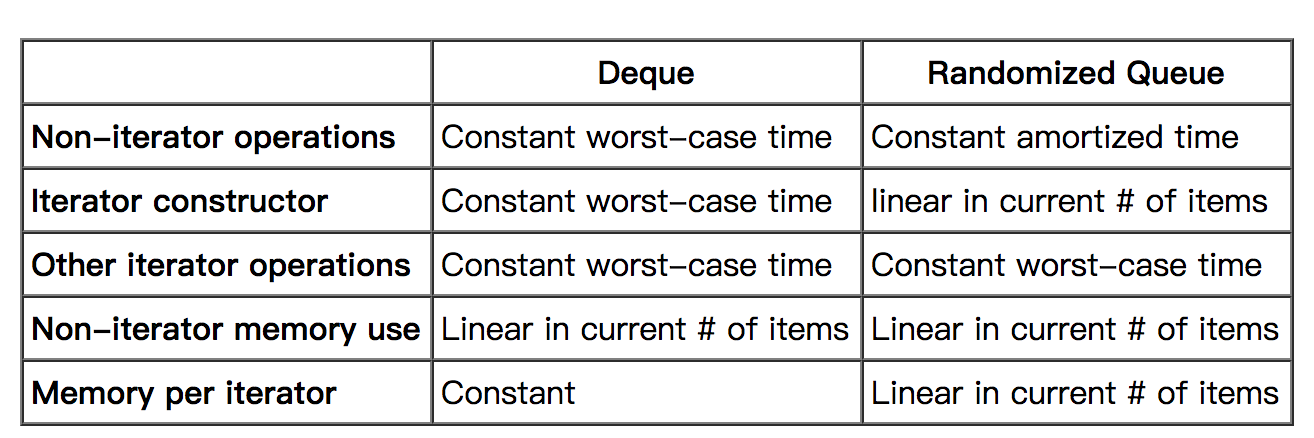 Deque Randomized Queue
Non-iterator operations Constant worst-case time Constant amortized time
Iterator constructor Constant worst-case time linear in current # of items
Other iterator operations Constant worst-case time Constant worst-case time
Non-iterator memory use Linear in current # of items Linear in current # of items
Memory per iterator Constant Linear in current # of items